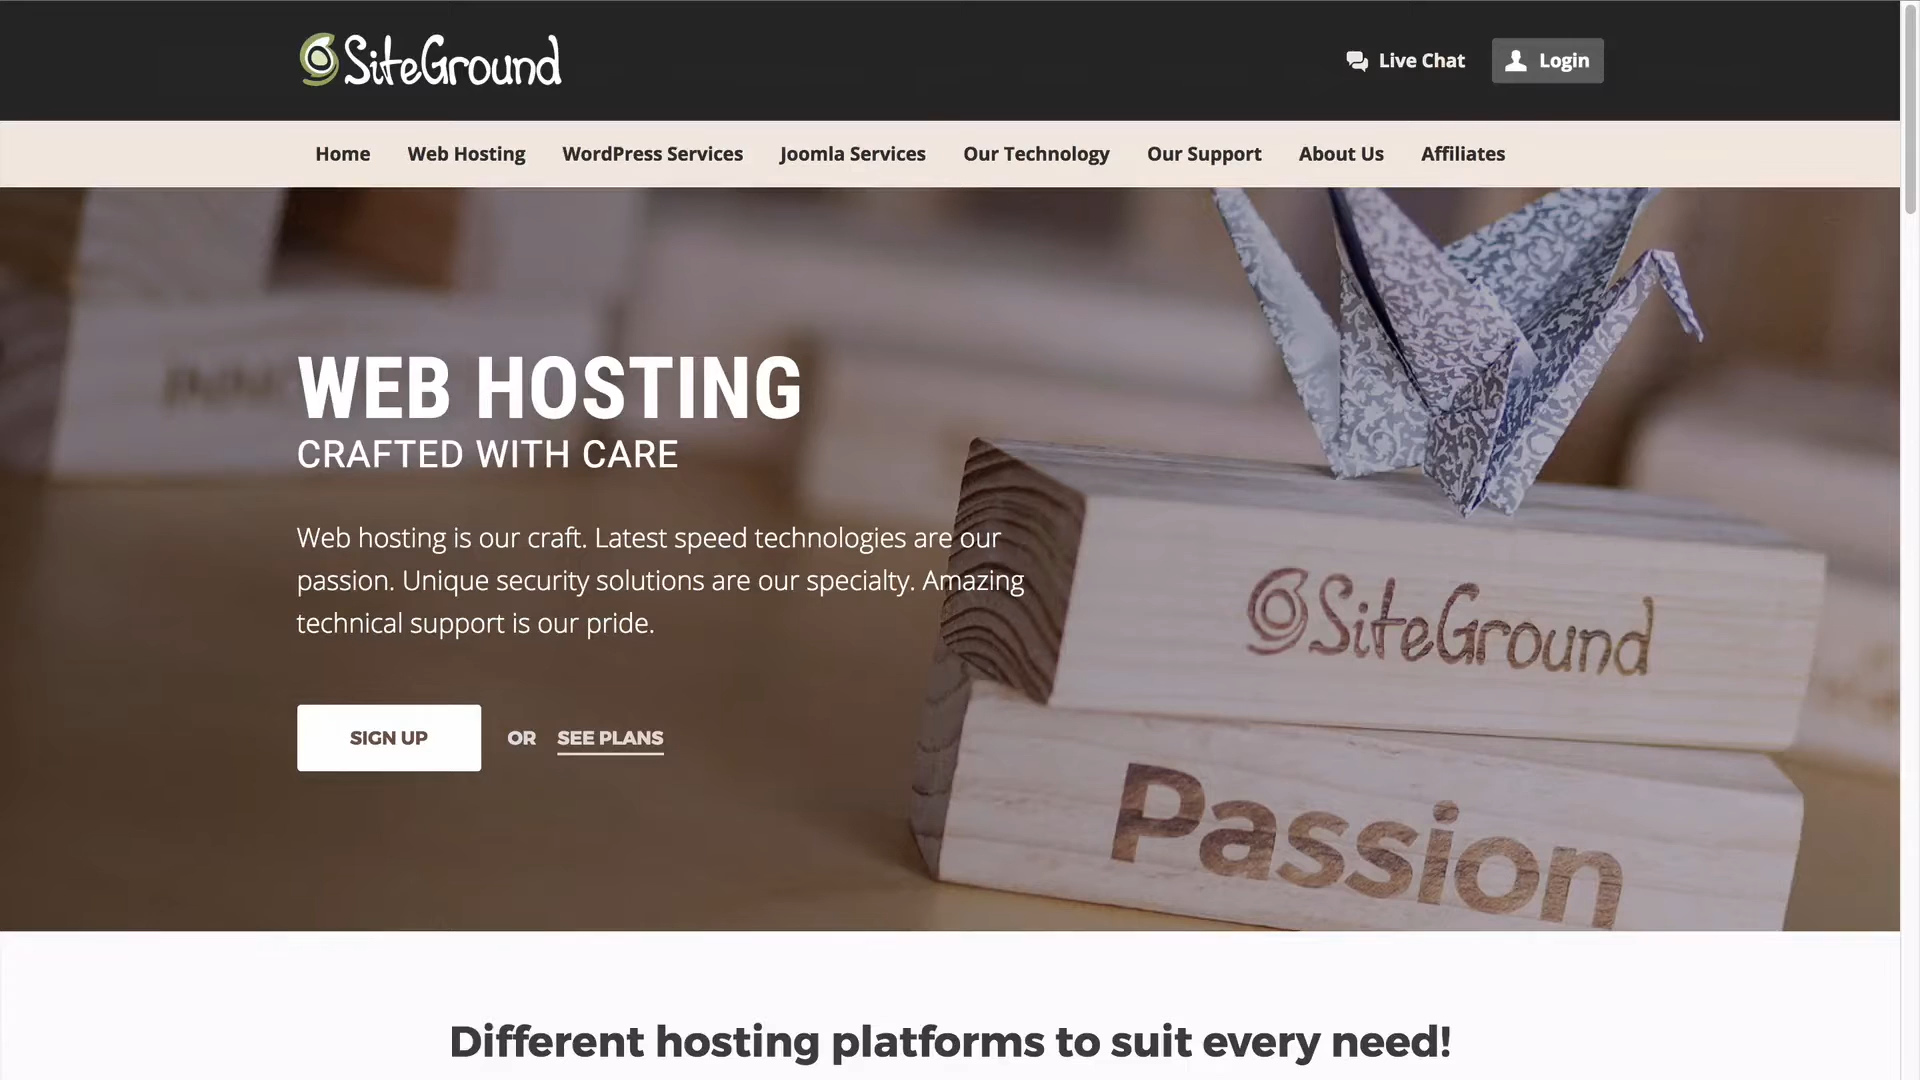 SiteGround
Live Chat
Login
Home
Web Hosting
WordPress Services
Joomla Services
Our Technology
Our Support
About Us
Affiliates
WEB HOSTING
CRAFTED WITH CARE
Web hosting is our craft. Latest speed technologies are our
passion. Unique security solutions are our specialty. Amazing
technical support is our pride.
SIGN UP
OR
SEE PLANS
SiteGround
Passion
Different hosting platforms to suit every need!